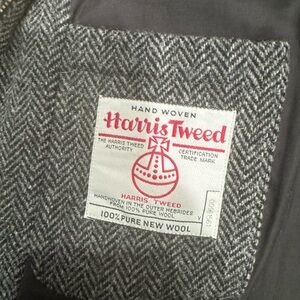 HAND WOVEN
Harris Tweed
THE HARRIS TWEED
AUTHORITY
CERTIFICATION
TRADE MARK
HARRIS TWEED
HANDWOVEN IN THE OUTER HEBRIDES
FROM 100% PURE WOOL
100% PURE NEW WOOL